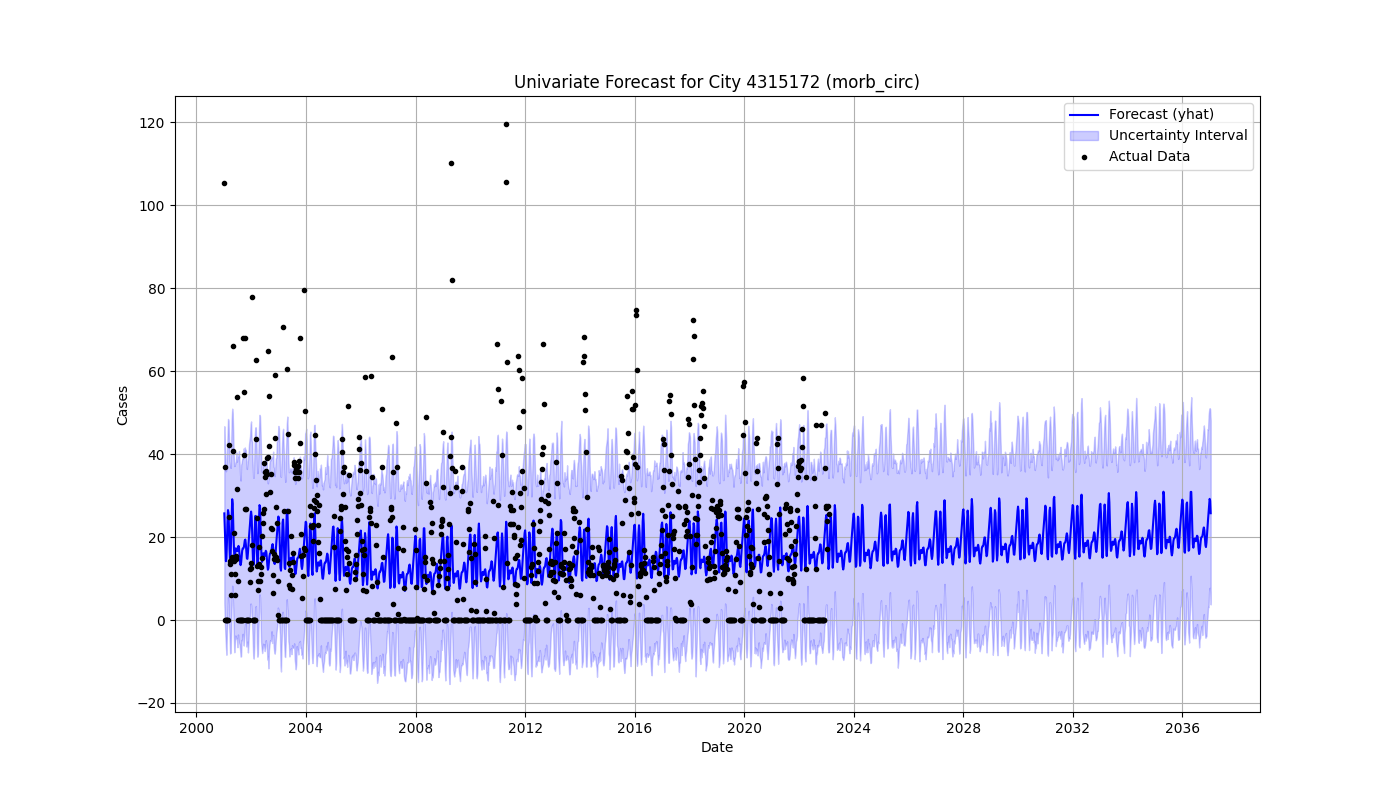 Univariate Forecast for City 4315172 (morb_circ)
Forecast (yhat)
Uncertainty Interval
Actual Data
Cases
120
100
80
60
40
20
0
−20
2000 2004 2008 2012 2016 2020 2024 2028 2032 2036
Date